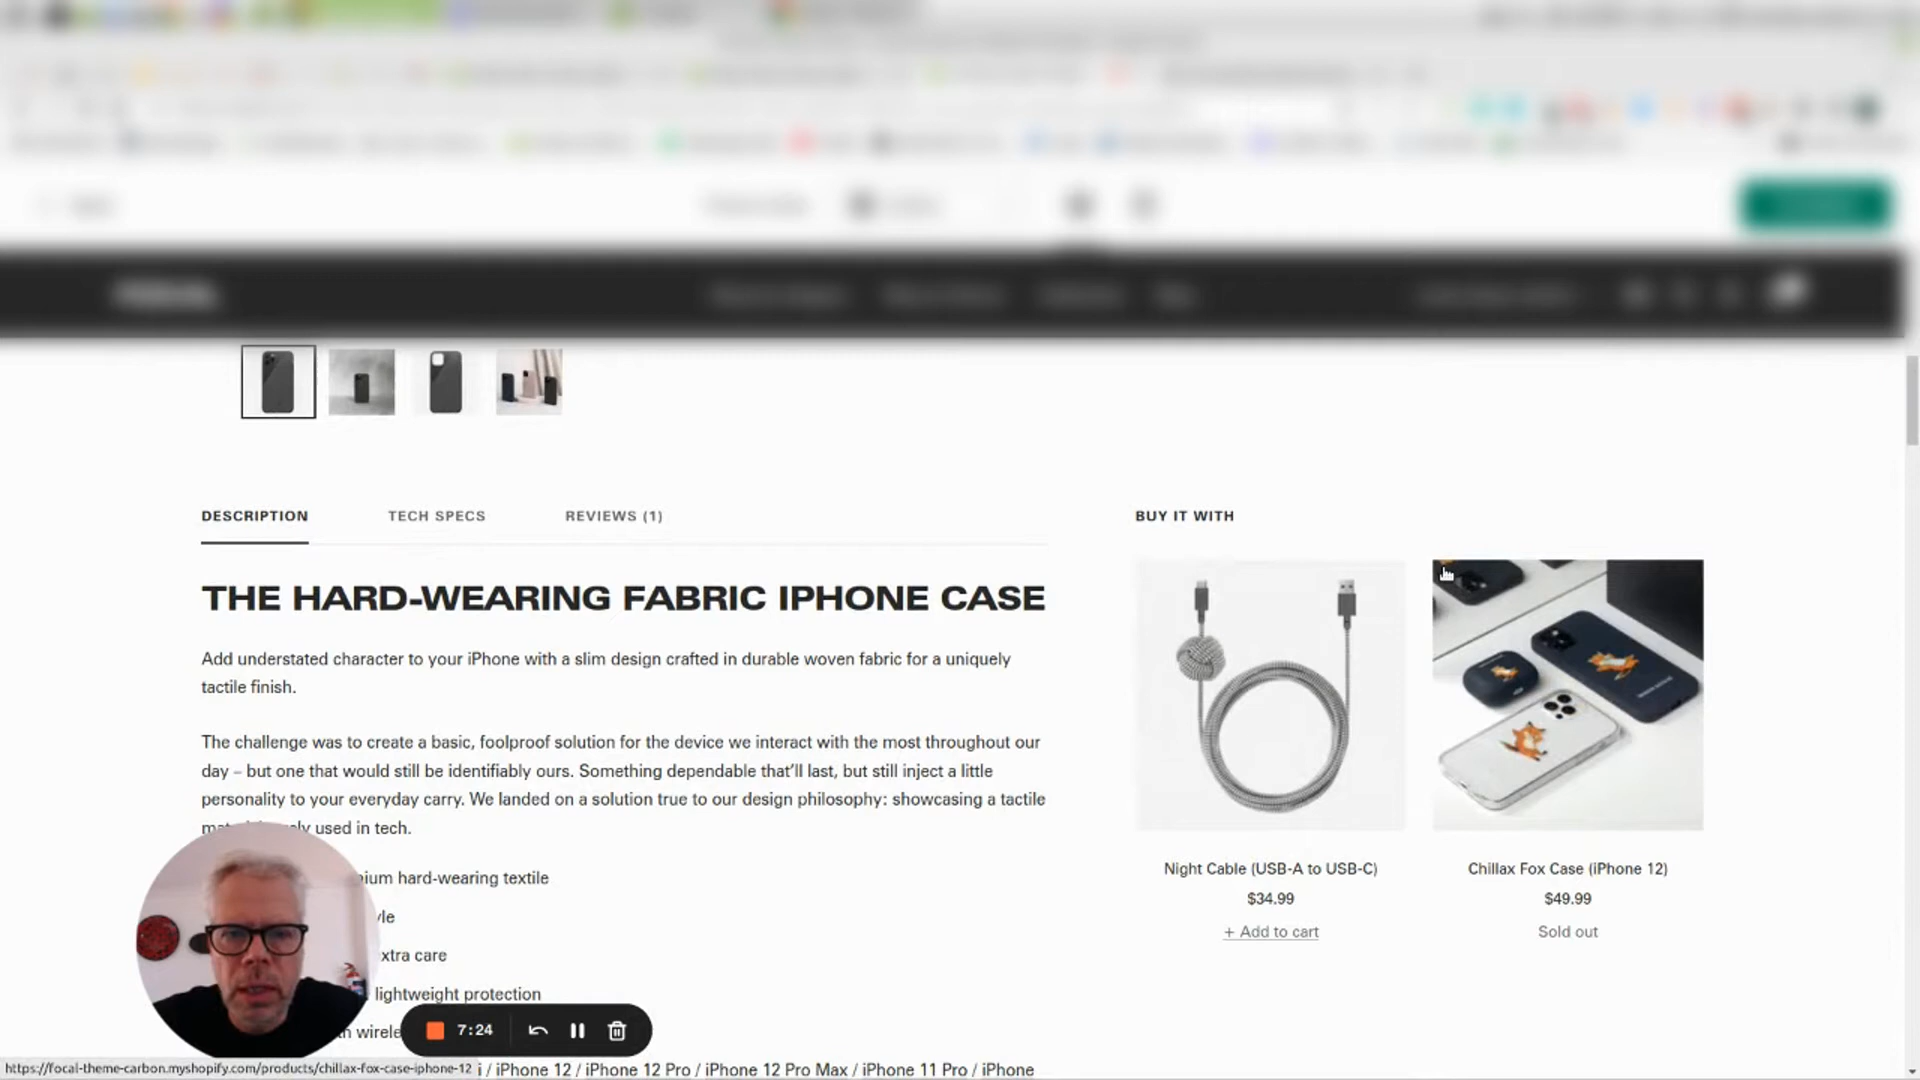 DESCRIPTION
TECH SPECS
REVIEWS (1)
BUY IT WITH
THE HARD-WEARING FABRIC IPHONE CASE
Add understated character to your iPhone with a slim design crafted in durable woven fabric for a uniquely
tactile finish.
The challenge was to create a basic, foolproof solution for the device we interact with the most throughout our
day – but one that would still be identifiably ours. Something dependable that’ll last, but still inject a little
personality to your everyday carry. We landed on a solution true to our design philosophy: showcasing a tactile
used in tech.
hard-wearing textile
care
lightweight protection
Night Cable (USB-A to USB-C)
$34.99
+ Add to cart
Chillax Fox Case (iPhone 12)
$49.99
Sold out
7:24
https://focal-theme-carbon.myshopify.com/products/chillax-fox-case-iphone-12
/ iPhone 12 / iPhone 12 Pro / iPhone 12 Pro Max / iPhone 11 Pro / iPhone